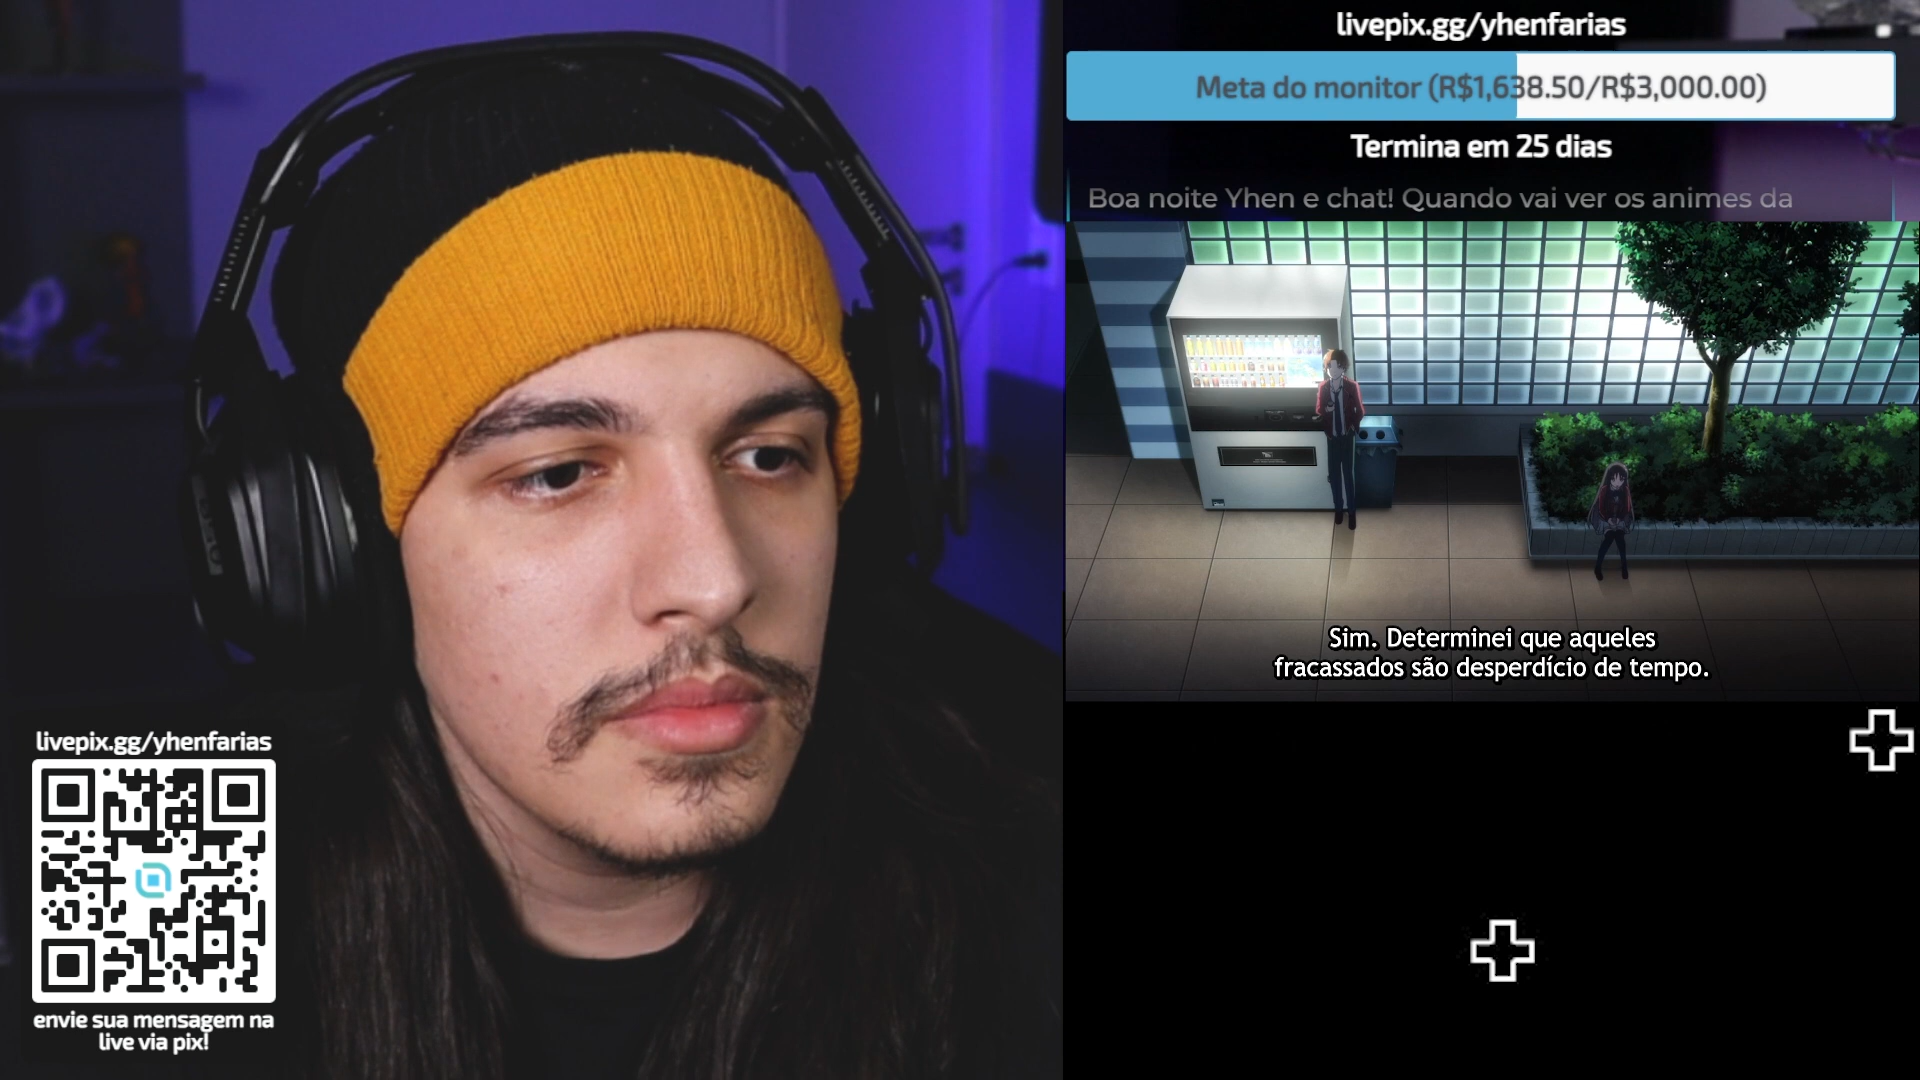 livepix.gg/yhenfarias
Meta do monitor (R$1,638.50/R$3,000.00)
Termina em 25 dias
Boa noite Yhen e chat! Quando vai ver os animes da
Sim. Determinei que aqueles
fracassados são desperdício de tempo.
livepix.gg/yhenfarias
envie sua mensagem na
live via pix!